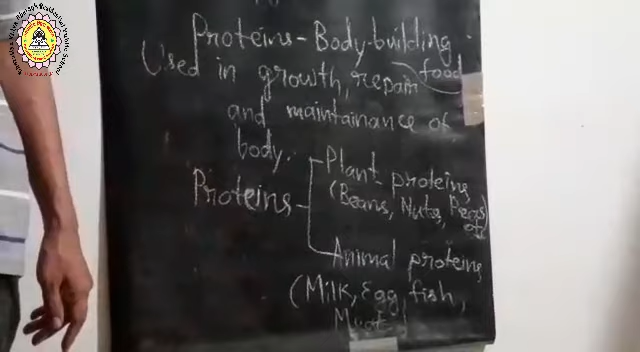 Proteins - Body-building
food
Used in growth, repair
and maintainance of
body.
Proteins
Plant proteins
(Beans, Nuts, Peas)
etc
Animal proteins
(Milk, Egg, fish,
Meat)